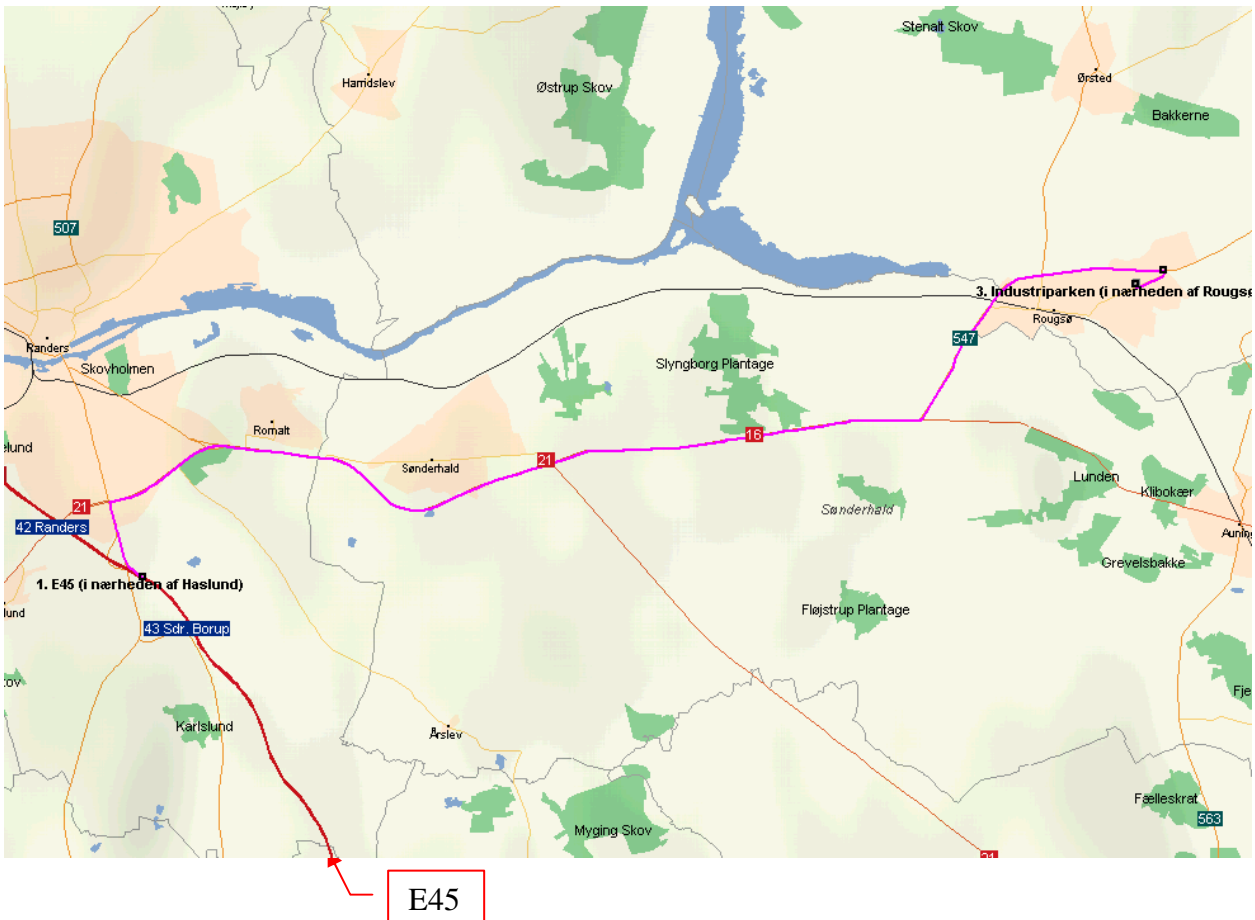 Stenalt Skov
Hamdslev
Ørsted
Østrup Skov
Bakkerne
507
3. Industriparken (i nærheden af Rougsø
Rougsø
547
Randers
Skovholmen
Slyngborg Plantage
Romalt
16
elund
Sønderhald
21
Lunden
Klibokær
21
Sønderhald
42 Randers
Auning
Grevelsbakke
1. E45 (i nærheden af Haslund)
lund
Fløjstrup Plantage
43 Sdr. Borup
ov
Fje
Karlslund
Årslev
Fælleskrat
563
Myging Skov
21
E45